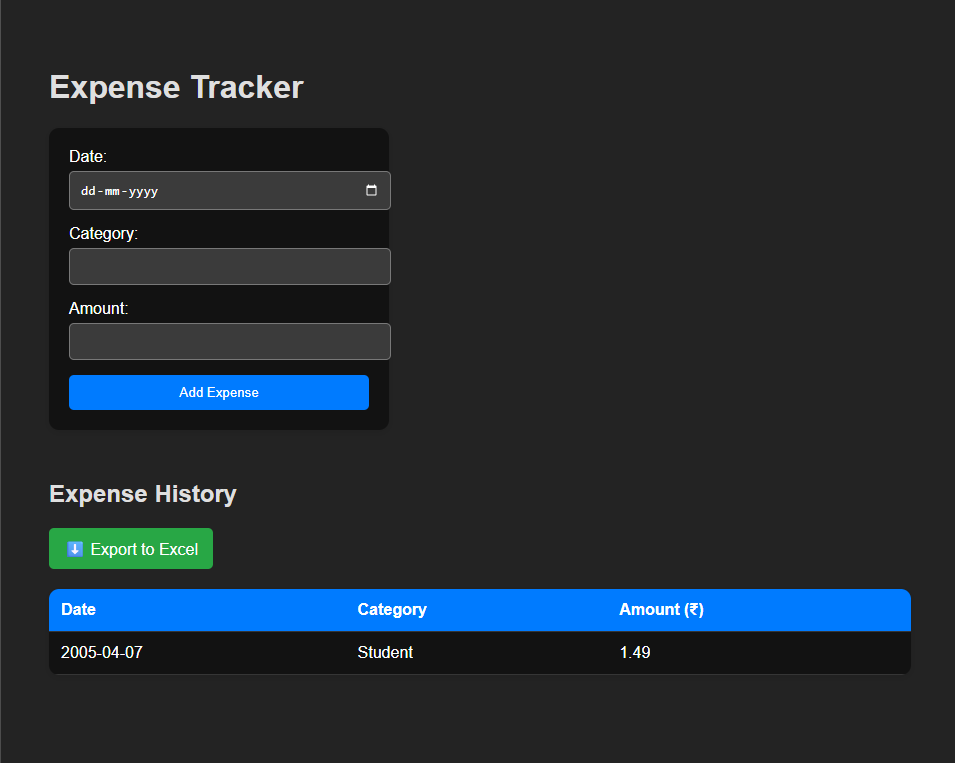 Expense Tracker
Date:
dd-mm-yyyy
Category:
Amount:
Add Expense
Expense History
⬇️ Export to Excel
Date Category Amount (₹)
2005-04-07 Student 1.49